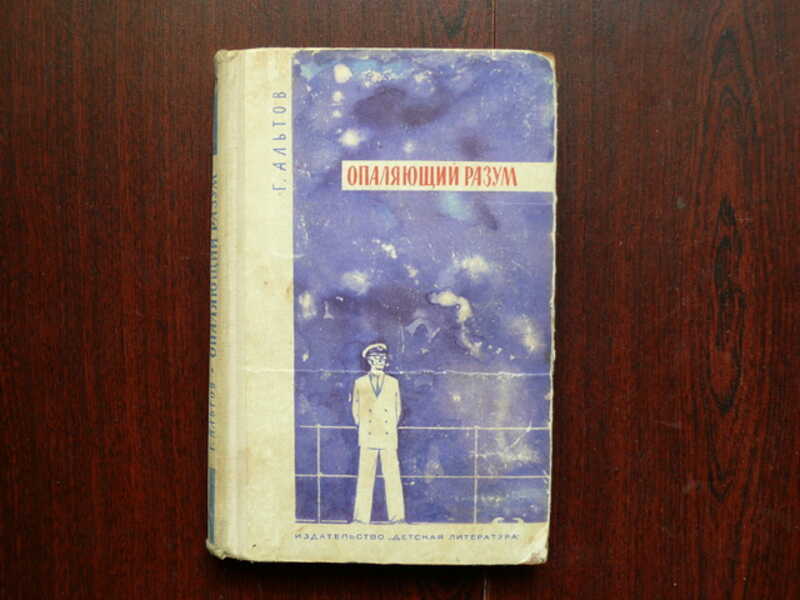 Г. АЛЬТОВ
ОПАЛЯЮЩИЙ РАЗУМ
ИЗДАТЕЛЬСТВО „ДЕТСКАЯ ЛИТЕРАТУРА"
Г. АЛЬТОВ • ОПАЛЯЮЩИЙ РАЗУМ